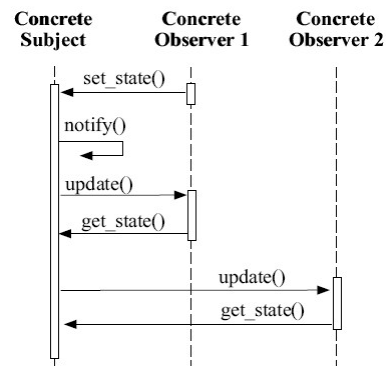 Concrete Subject
Concrete Observer 1
Concrete Observer 2
set_state()
notify()
update()
get_state()
update()
get_state()